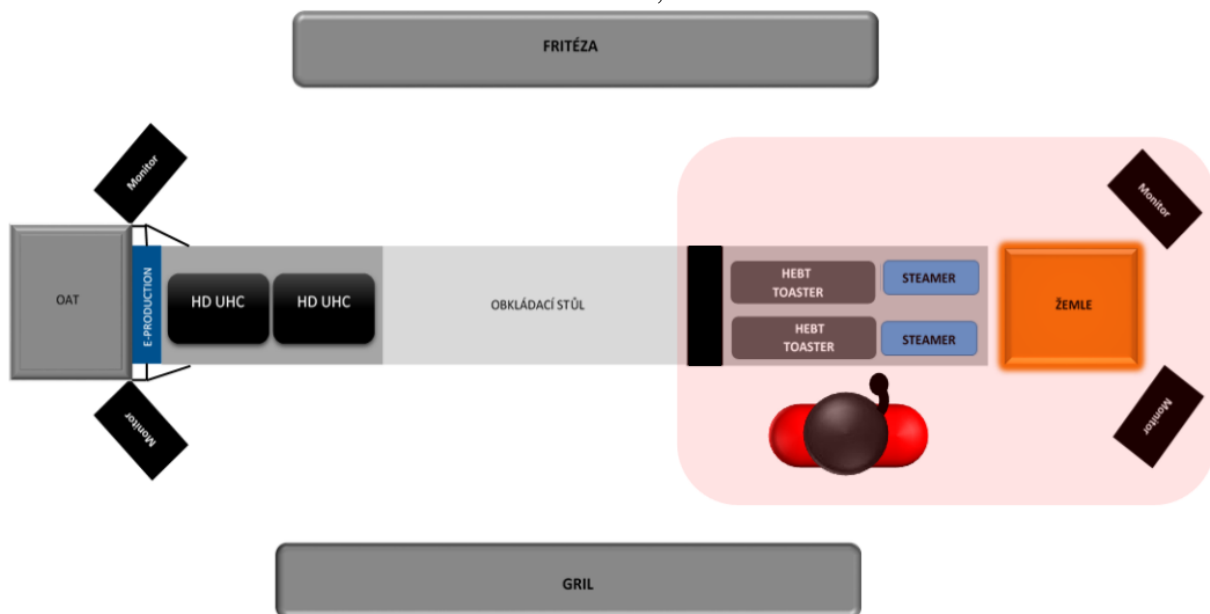 FRITÉZA
Monitor
Monitor
OAT
E-PRODUCTION
HD UHC
HD UHC
OBKLÁDACÍ STŮL
HEBT
TOASTER
STEAMER
HEBT
TOASTER
STEAMER
ŽEMLE
Monitor
Monitor
GRIL